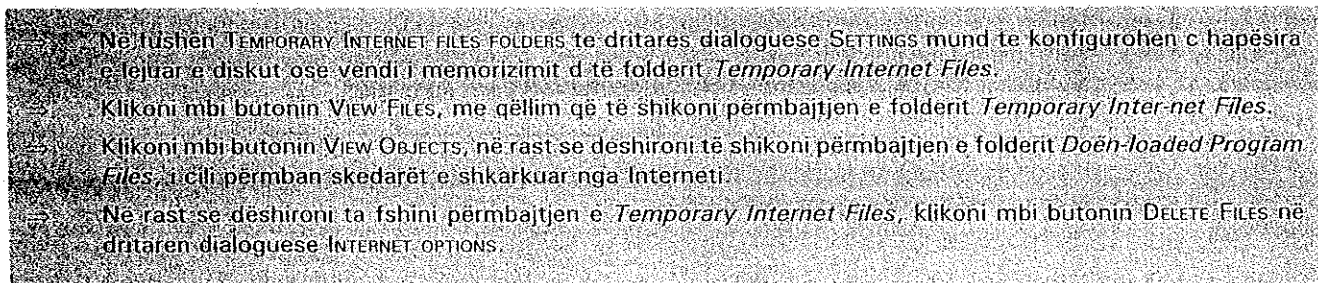 ⇒ Në fushën TEMPORARY INTERNET FILES FOLDERS te dritares dialoguese SETTINGS mund te konfigurohen c hapësira
e lejuar e diskut ose vendi i memorizimit d të folderit Temporary Internet Files.
⇒ Klikoni mbi butonin VIEW FILES, me qëllim që të shikoni përmbajtjen e folderit Temporary Inter-net Files.
⇒ Klikoni mbi butonin VIEW OBJECTS, në rast se dëshironi të shikoni përmbajtjen e folderit Doën-loaded Program
Files, i cili përmban skedarët e shkarkuar nga Interneti.
⇒ Në rast se dëshironi ta fshini përmbajtjen e Temporary Internet Files, klikoni mbi butonin DELETE FILES në
dritaren dialoguese INTERNET OPTIONS.